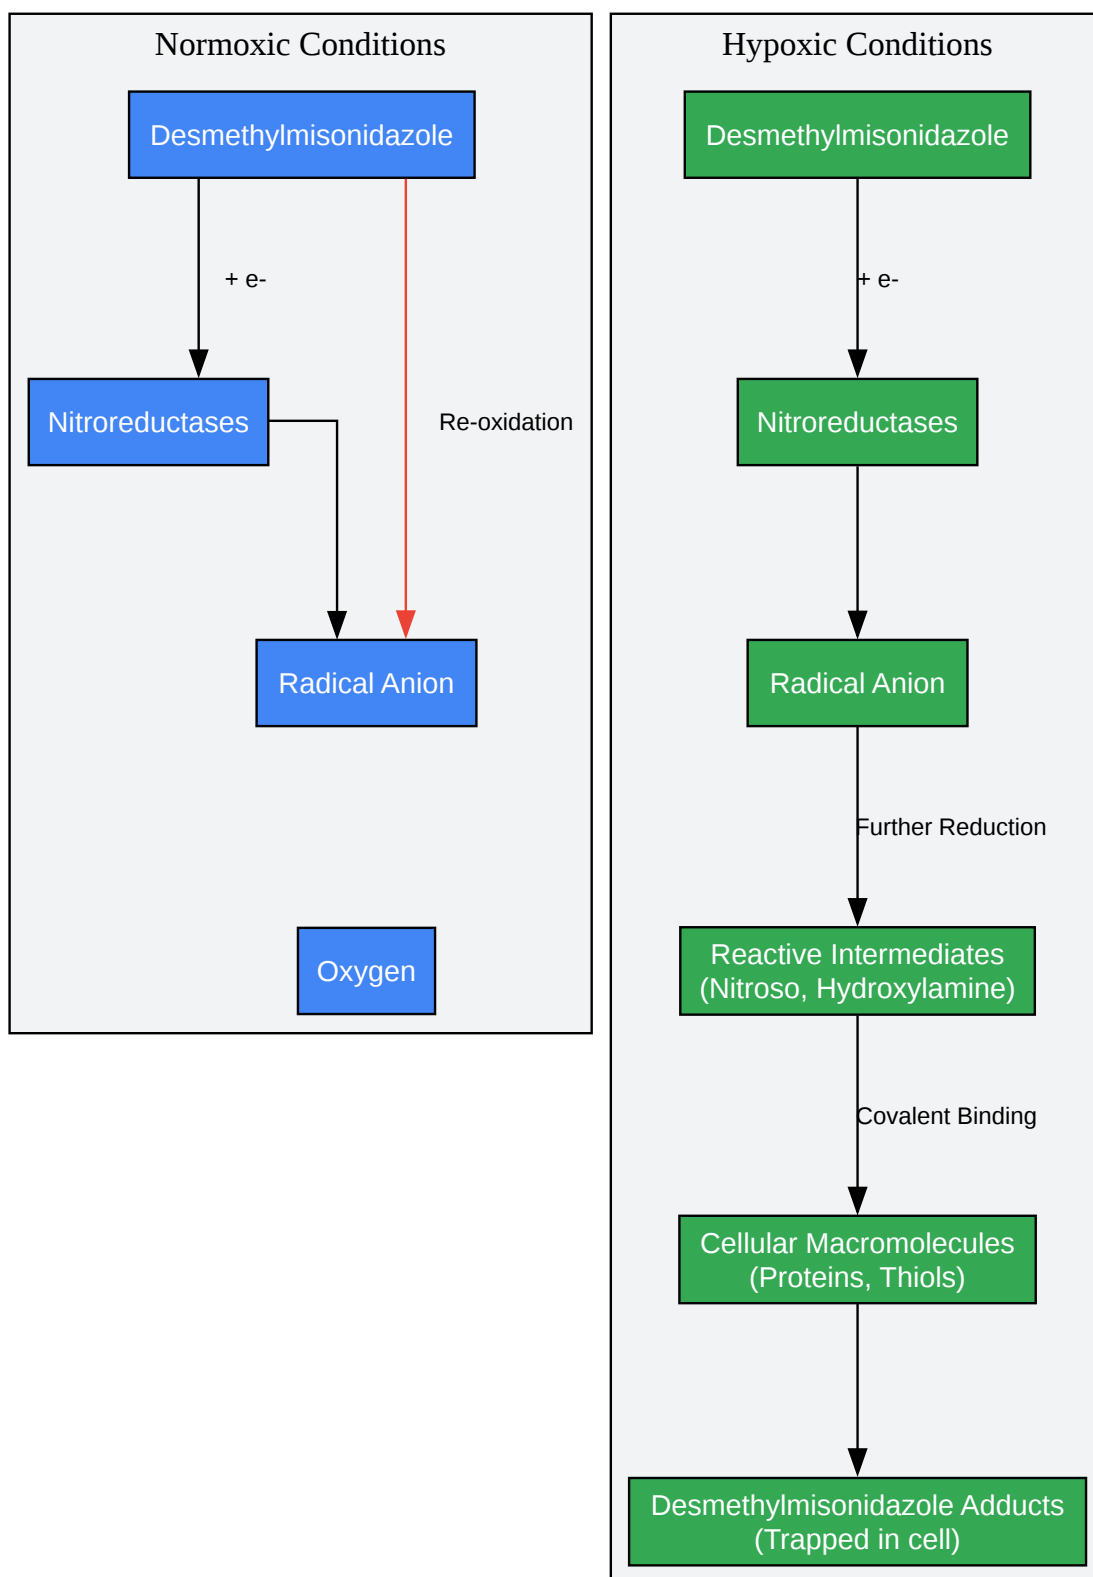 Normoxic Conditions
Desmethylmisonidazole
+ e-
Nitroreductases
Re-oxidation
Radical Anion
Oxygen
Hypoxic Conditions
Desmethylmisonidazole
+ e-
Nitroreductases
Radical Anion
Further Reduction
Reactive Intermediates
(Nitroso, Hydroxylamine)
Covalent Binding
Cellular Macromolecules
(Proteins, Thiols)
Desmethylmisonidazole Adducts
(Trapped in cell)